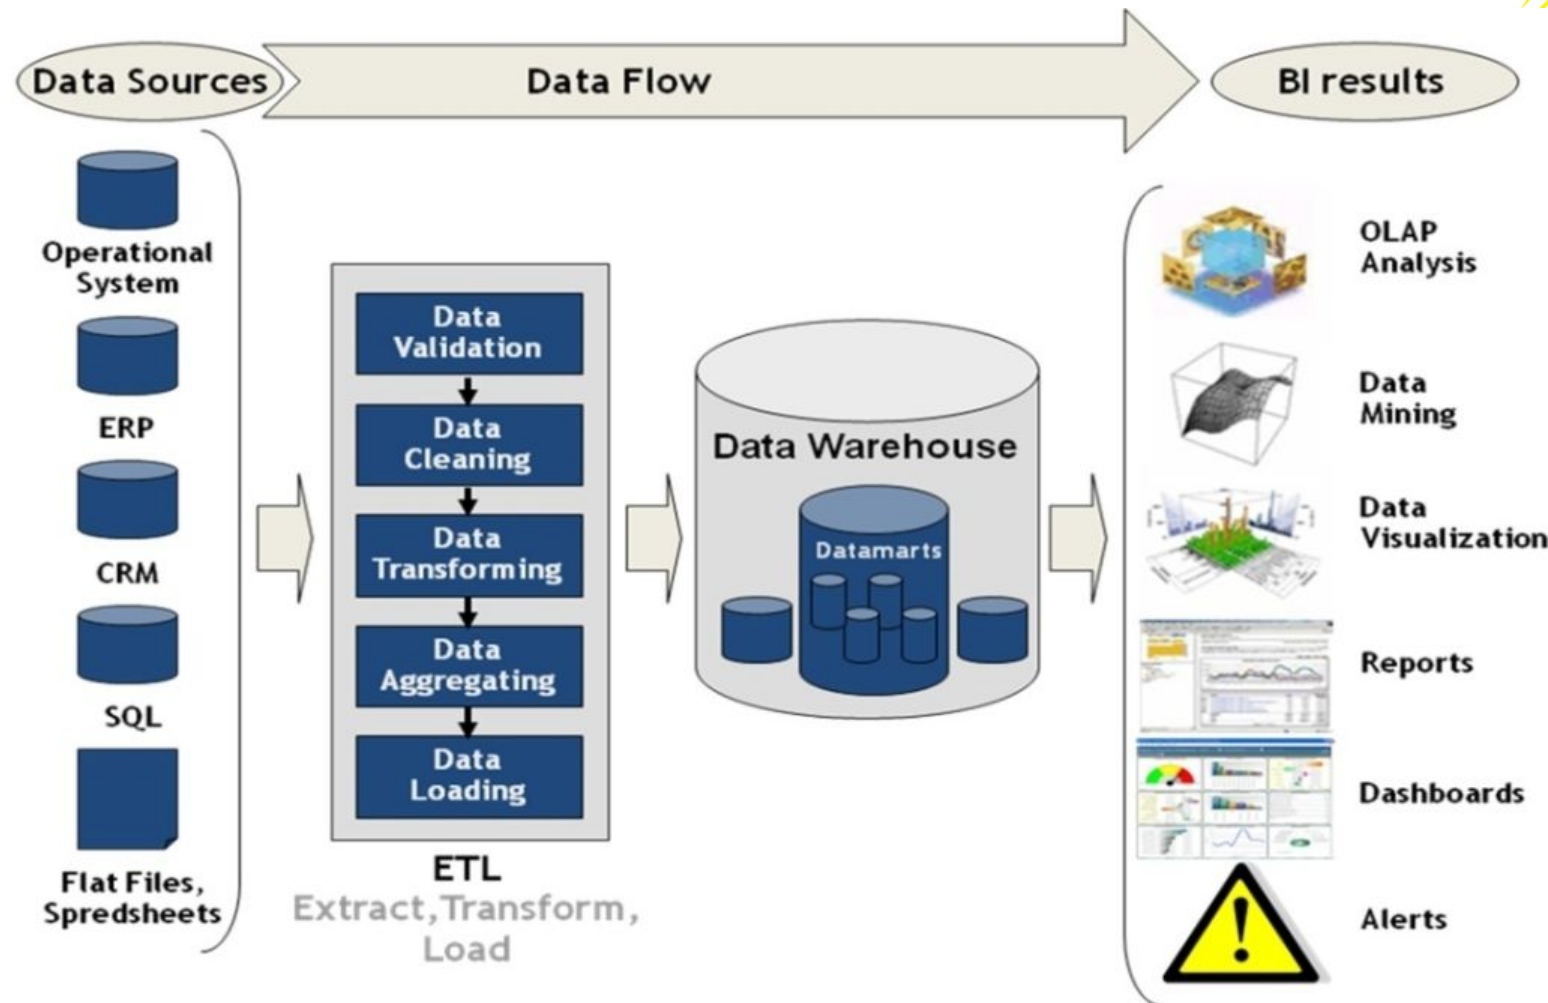 Data Sources
Data Flow
BI results
Operational
System
ERP
CRM
SQL
Flat Files,
Spredsheets
Data
Validation
Data
Cleaning
Data
Transforming
Data
Aggregating
Data
Loading
ETL
Extract,Transform,
Load
Data Warehouse
Datamarts
OLAP
Analysis
Data
Mining
Data
Visualization
Reports
Dashboards
Alerts